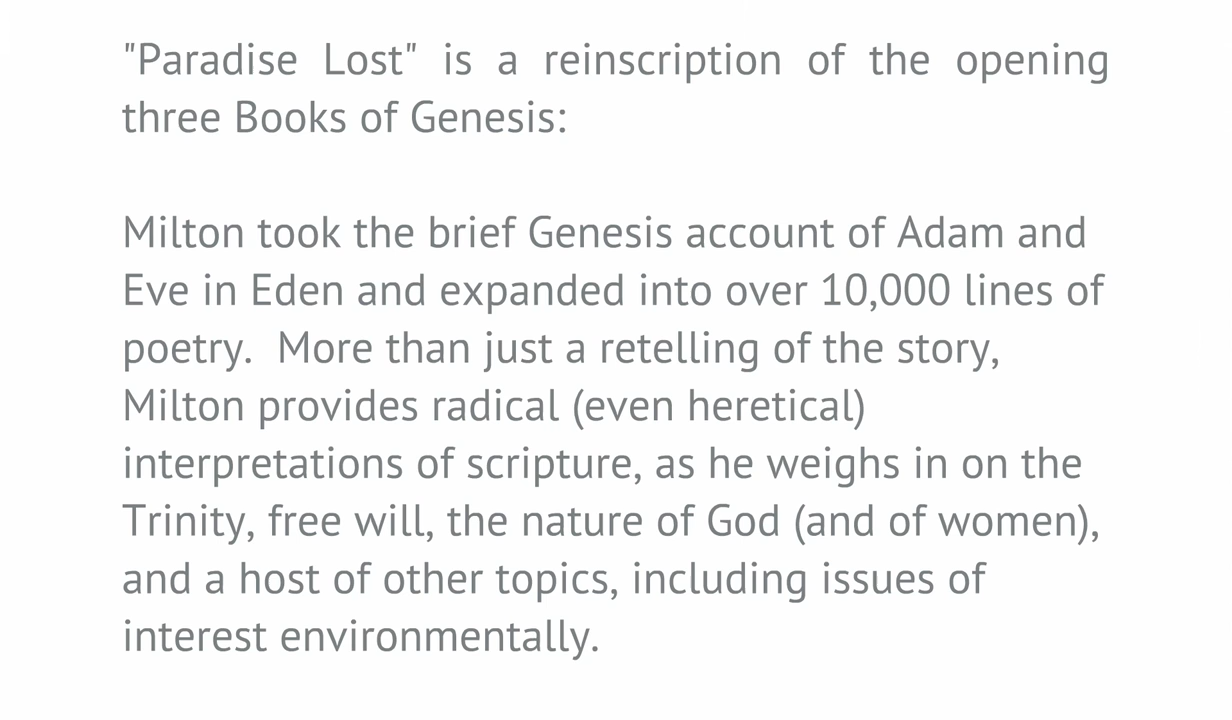 "Paradise Lost" is a reinscription of the opening
three Books of Genesis:
Milton took the brief Genesis account of Adam and
Eve in Eden and expanded into over 10,000 lines of
poetry.  More than just a retelling of the story,
Milton provides radical (even heretical)
interpretations of scripture, as he weighs in on the
Trinity, free will, the nature of God (and of women),
and a host of other topics, including issues of
interest environmentally.